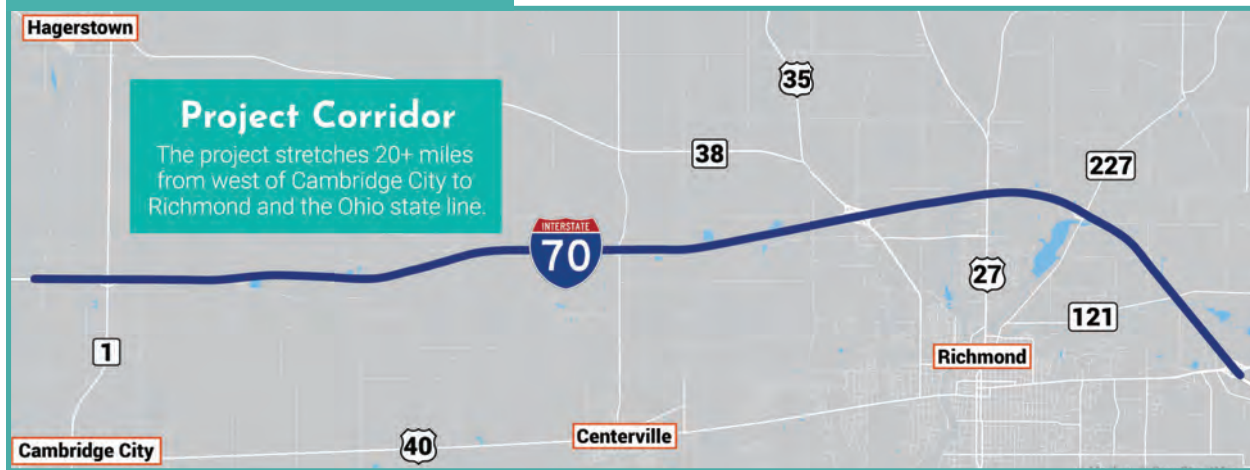 Hagerstown
Project Corridor
The project stretches 20+ miles
from west of Cambridge City to
Richmond and the Ohio state line.
35
38
227
INTERSTATE
70
27
121
1
Richmond
Centerville
40
Cambridge City